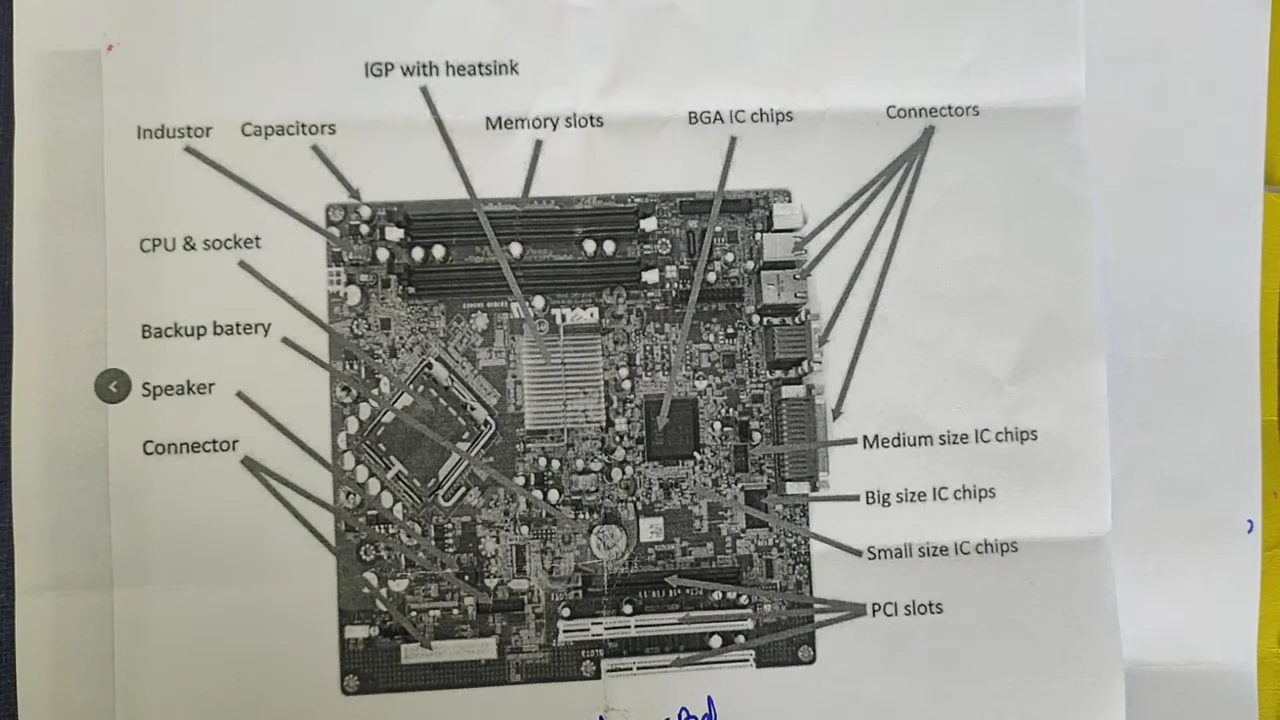 IGP with heatsink
Industor
Capacitors
Memory slots
BGA IC chips
Connectors
CPU & socket
Backup batery
Speaker
Connector
DELL
Medium size IC chips
Big size IC chips
Small size IC chips
PCI slots